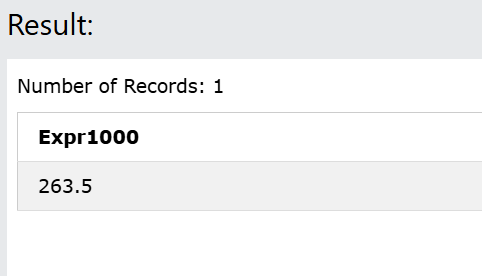 Result:
Number of Records: 1
Expr1000
263.5